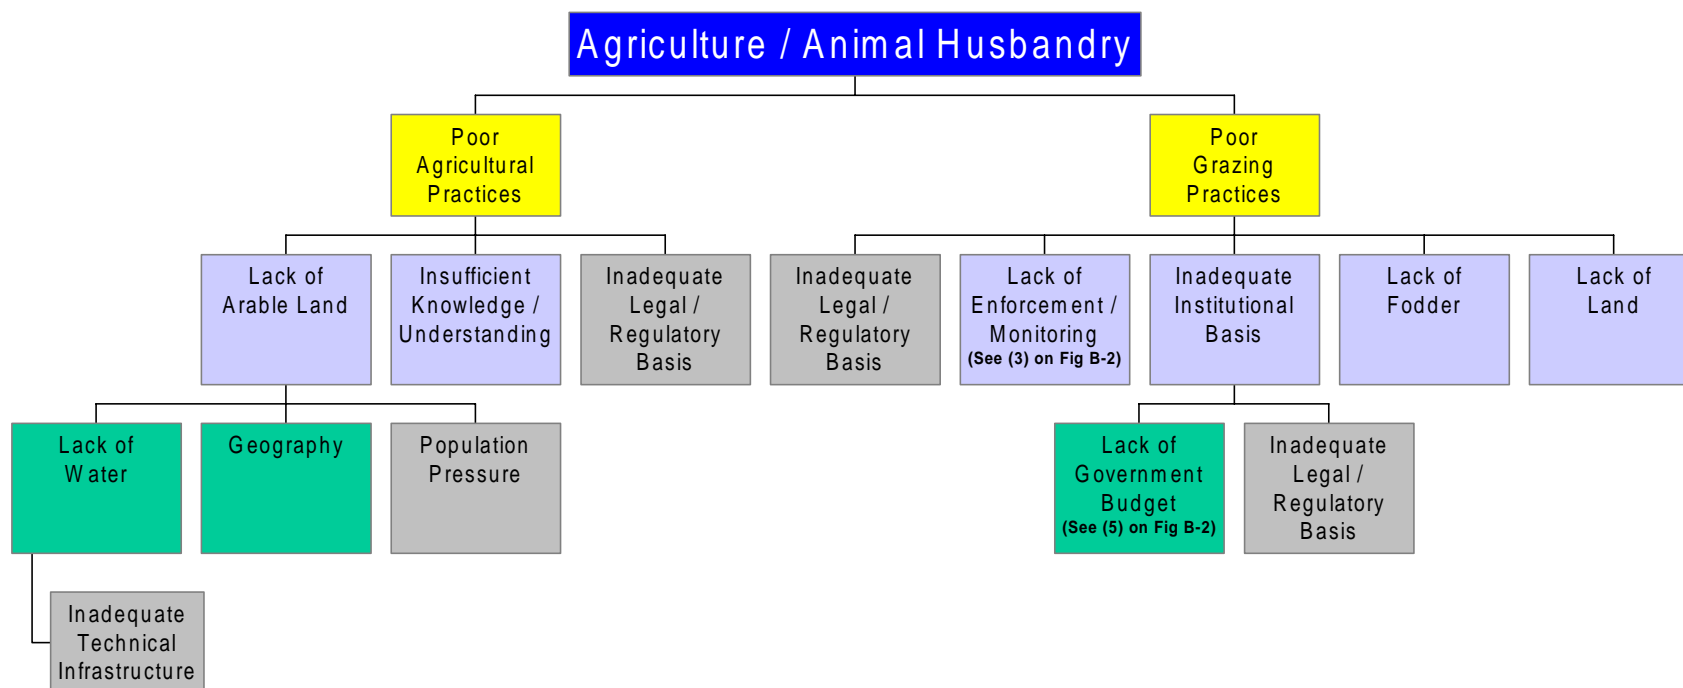 Agriculture / Animal Husbandry
Poor
Agricultural
Practices
Poor
Grazing
Practices
Lack of
Arable Land
Insufficient
Knowledge /
Understanding
Inadequate
Legal /
Regulatory
Basis
Inadequate
Legal /
Regulatory
Basis
Lack of
Enforcement /
Monitoring
(See (3) on Fig B-2)
Inadequate
Institutional
Basis
Lack of
Fodder
Lack of
Land
Lack of
Water
Geography
Population
Pressure
Lack of
Government
Budget
(See (5) on Fig B-2)
Inadequate
Legal /
Regulatory
Basis
Inadequate
Technical
Infrastructure